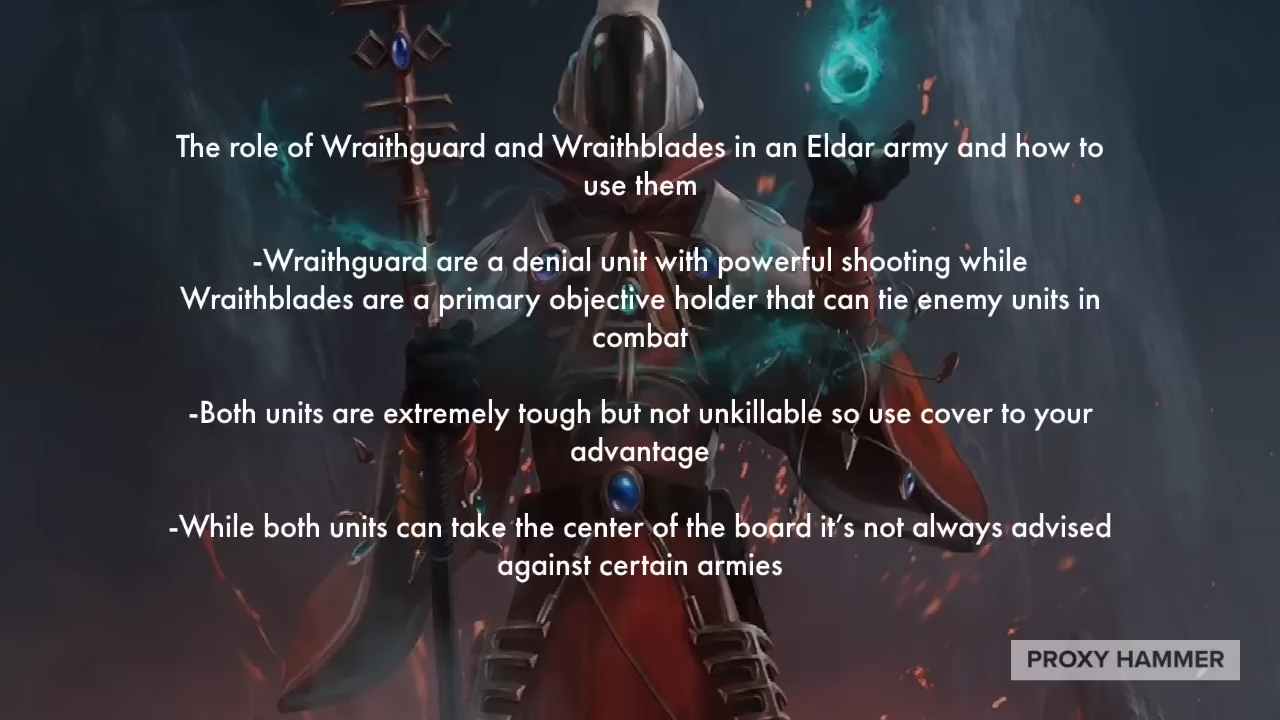 The role of Wraithguard and Wraithblades in an Eldar army and how to
use them
-Wraithguard are a denial unit with powerful shooting while
Wraithblades are a primary objective holder that can tie enemy units in
combat
-Both units are extremely tough but not unkillable so use cover to your
advantage
-While both units can take the center of the board it’s not always advised
against certain armies
PROXY HAMMER